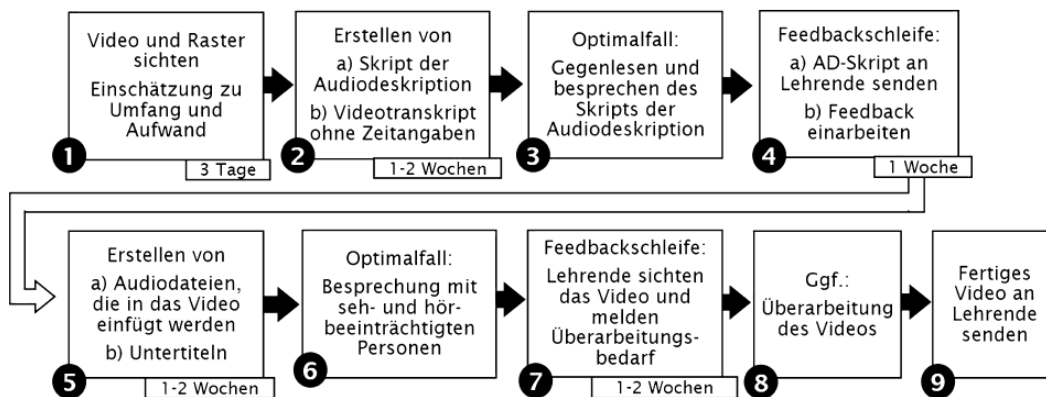 Video und Raster
sichten
Einschätzung zu
Umfang und
Aufwand
1
3 Tage
Erstellen von
a) Skript der
Audiodeskription
b) Videotranskript
ohne Zeitangaben
2
1-2 Wochen
Optimalfall:
Gegenlesen und
besprechen des
Skripts der
Audiodeskription
3
Feedbackschleife:
a) AD-Skript an
Lehrende senden
b) Feedback
einarbeiten
4
1 Woche
Erstellen von
a) Audiodateien,
die in das Video
einfügt werden
b) Untertiteln
5
1-2 Wochen
Optimalfall:
Besprechung mit
seh- und hör-
beeinträchtigten
Personen
6
Feedbackschleife:
Lehrende sichten
das Video und
melden
Überarbeitungs-
bedarf
7
1-2 Wochen
Ggf.:
Überarbeitung
des Videos
8
Fertiges
Video an
Lehrende
senden
9